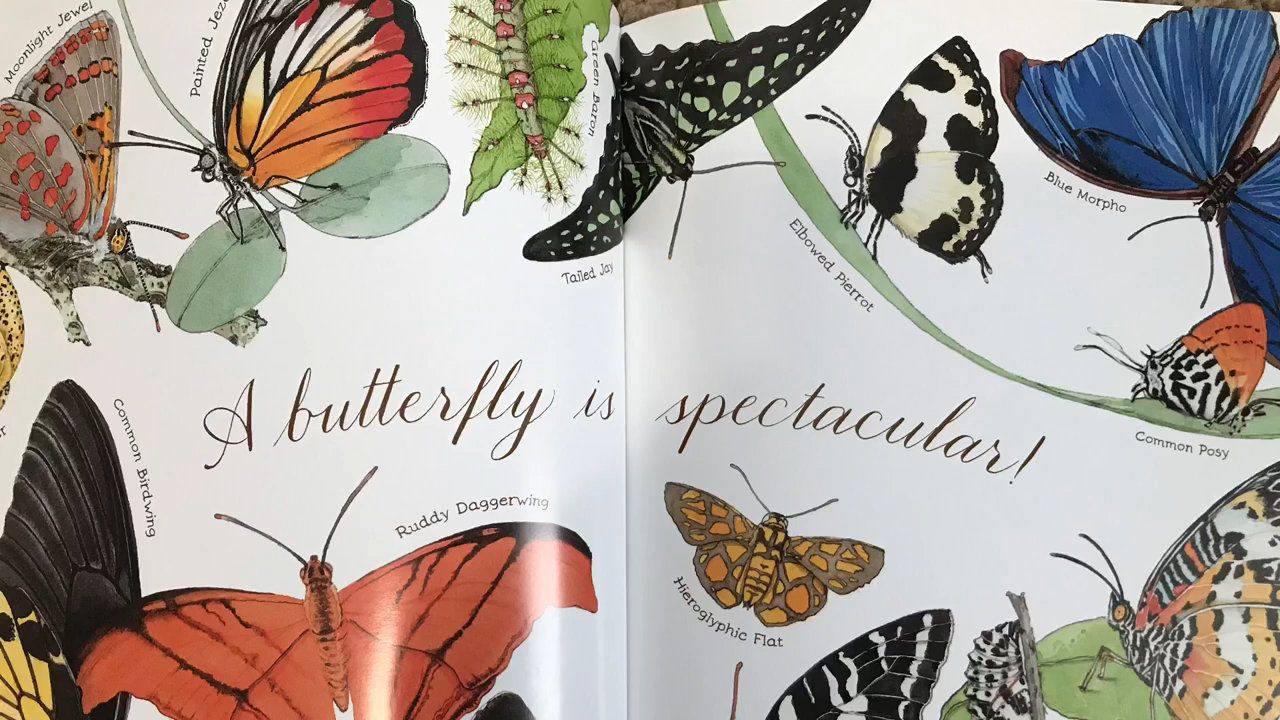 Moonlight Jewel
Painted
Green Baron
Tailed Jay
Elbowed Pierrot
Blue Morpho
Common Posy
A butterfly is spectacular!
Common Birdwing
Ruddy Daggerwing
Hieroglyphic Flat